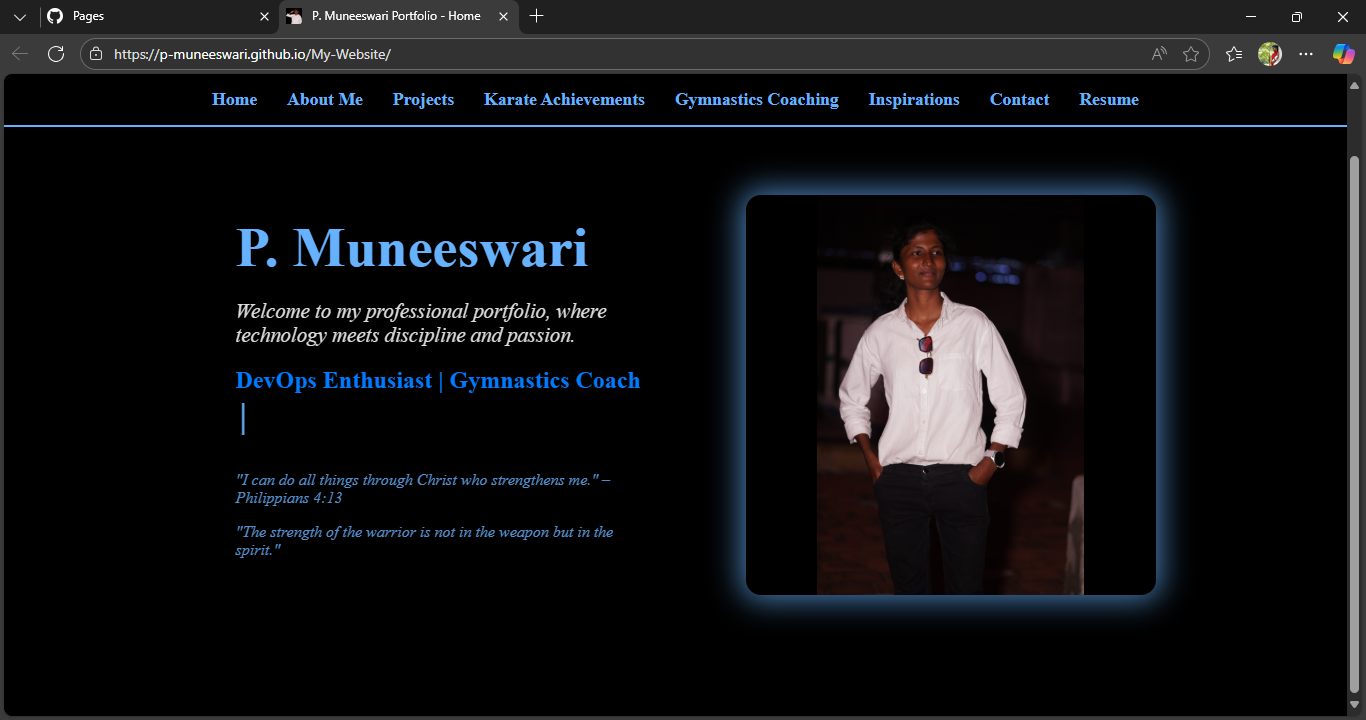 Pages
P. Muneeswari Portfolio - Home
https://p-muneeswari.github.io/My-Website/
Home About Me Projects Karate Achievements Gymnastics Coaching Inspirations Contact Resume
P. Muneeswari
Welcome to my professional portfolio, where
technology meets discipline and passion.
DevOps Enthusiast | Gymnastics Coach
|
"I can do all things through Christ who strengthens me." –
Philippians 4:13
"The strength of the warrior is not in the weapon but in the
spirit."